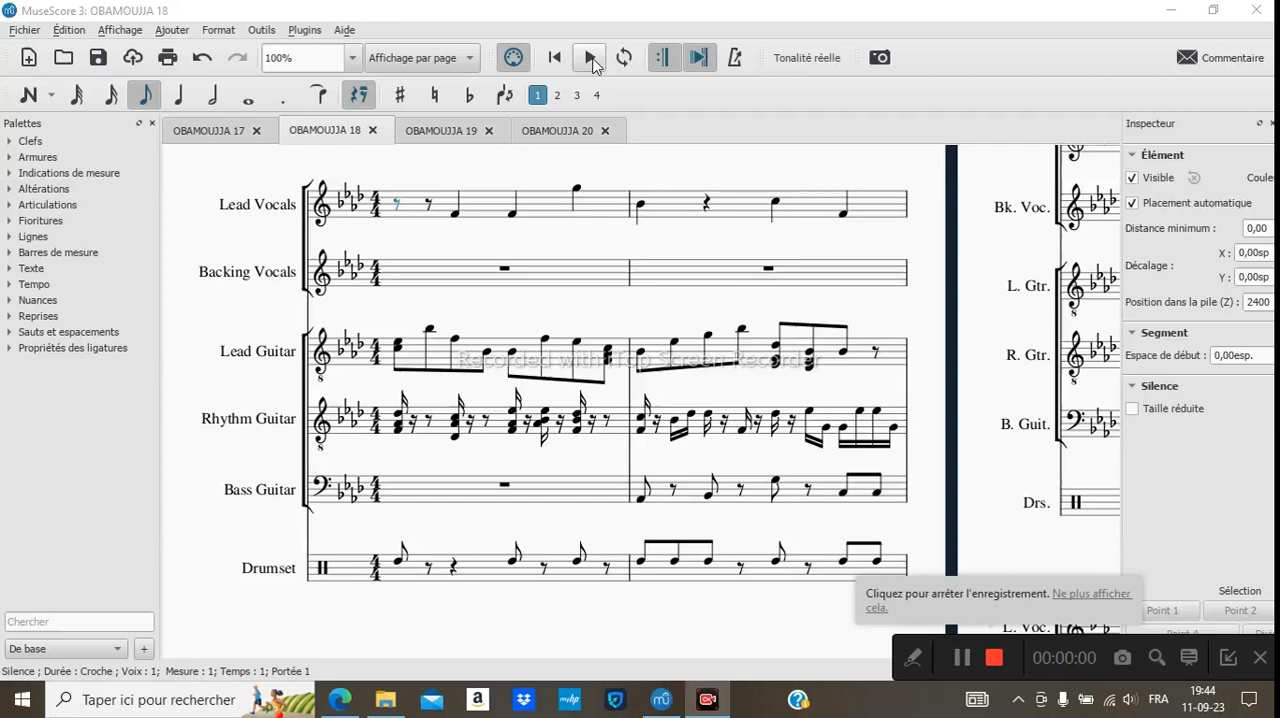 MuseScore 3: OBAMOUJJA 18
Fichier Édition Affichage Ajouter Format Outils Plugins Aide
100% Affichage par page Tonalité réelle Commentaire
1 2 3 4
Palettes
Clefs
Armures
Indications de mesure
Altérations
Articulations
Fioritures
Lignes
Barres de mesure
Texte
Tempo
Nuances
Reprises
Sauts et espacements
Propriétés des ligatures
Chercher
De base
OBAMOUJJA 17 OBAMOUJJA 18 OBAMOUJJA 19 OBAMOUJJA 20
Lead Vocals
Backing Vocals
Lead Guitar
Rhythm Guitar
Bass Guitar
Drumset
Recorded with iTop Screen Recorder
Bk. Voc.
L. Gtr.
R. Gtr.
B. Guit.
Drs.
L. Voc.
Inspecteur
Élément
Visible Coule
Placement automatique
Distance minimum : 0,00
X : 0,00sp
Décalage :
Y : 0,00sp
Position dans la pile (Z) : 2400
Segment
Espace de début : 0,00esp.
Silence
Taille réduite
Sélection
Point 1 Point 2
Cliquez pour arrêter l'enregistrement. Ne plus afficher
cela.
00:00:00
Silence ; Durée : Croche ; Voix : 1; Mesure : 1; Temps : 1; Portée 1
Taper ici pour rechercher
FRA
19:44
11-09-23